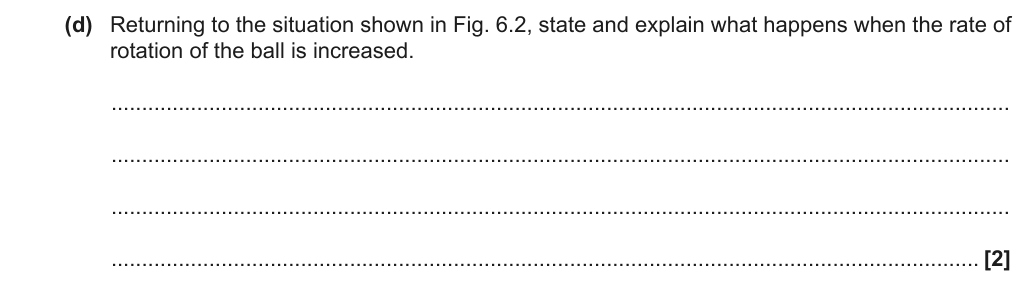 (d) Returning to the situation shown in Fig. 6.2, state and explain what happens when the rate of
rotation of the ball is increased.
..........................................................................................................................................
..........................................................................................................................................
..........................................................................................................................................
..................................................................................................................................... [2]